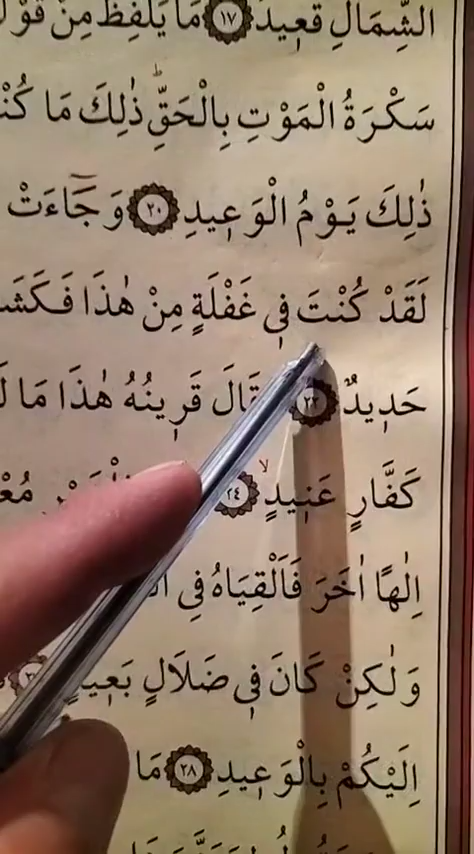 الشِّمَالِ قَعِيدٌ ١٧ مَا يَلْفِظُ مِنْ قَوْلٍ
سَكْرَةُ الْمَوْتِ بِالْحَقِّ ذٰلِكَ مَا
ذٰلِكَ يَوْمُ الْوَعِيدِ ٢٠ وَجَٓاءَتْ
لَقَدْ كُنْتَ فِي غَفْلَةٍ مِنْ هٰذَا
حَدِيدٌ ٢٢ قَالَ قَرِينُهُ هٰذَا مَا
كَفَّارٍ عَنِيدٍ ۙ ٢٤
اِلٰهًا اٰخَرَ فَاَلْقِيَاهُ فِي
وَلٰكِنْ كَانَ فِي ضَلَالٍ بَعِيدٍ
اِلَيْكُمْ بِالْوَعِيدِ ٢٨ مَا